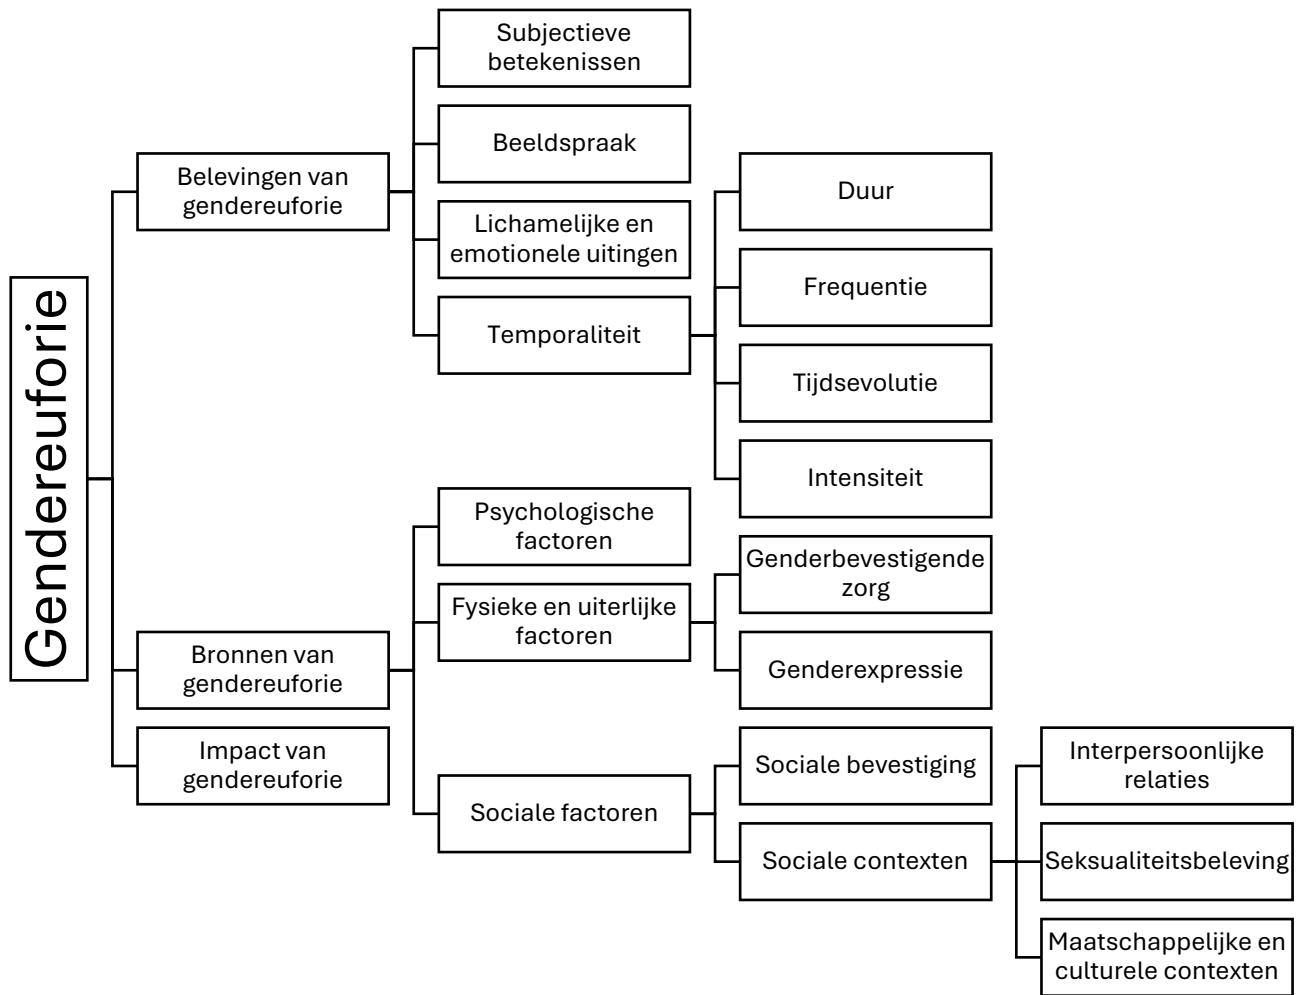 Gendereuforie
Belevingen van
gendereuforie
Subjectieve
betekenissen
Beeldspraak
Lichamelijke en
emotionele uitingen
Temporaliteit
Duur
Frequentie
Tijdsevolutie
Intensiteit
Bronnen van
gendereuforie
Psychologische
factoren
Fysieke en uiterlijke
factoren
Genderbevestigende
zorg
Genderexpressie
Sociale factoren
Sociale bevestiging
Sociale contexten
Interpersoonlijke
relaties
Seksualiteitsbeleving
Maatschappelijke en
culturele contexten
Impact van
gendereuforie